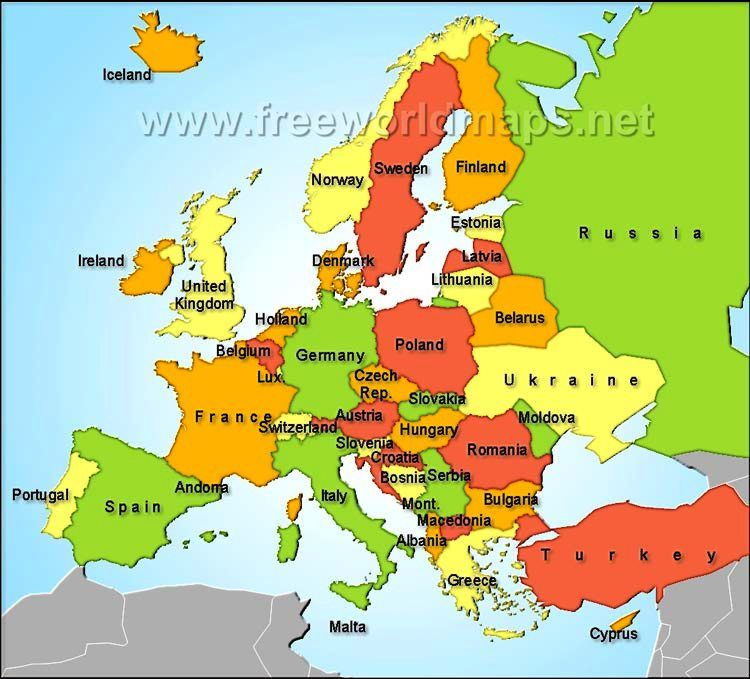 Iceland
www.freeworldmaps.net
Finland
Sweden
Norway
Estonia
Russia
Latvia
Ireland
Denmark
Lithuania
United
Kingdom
Holland
Belarus
Poland
Belgium
Germany
Lux.
Czech
Rep.
Ukraine
Slovakia
France
Austria
Moldova
Switzerland
Hungary
Slovenia
Romania
Croatia
Bosnia
Serbia
Andorra
Portugal
Spain
Italy
Mont.
Bulgaria
Macedonia
Albania
Turkey
Greece
Malta
Cyprus